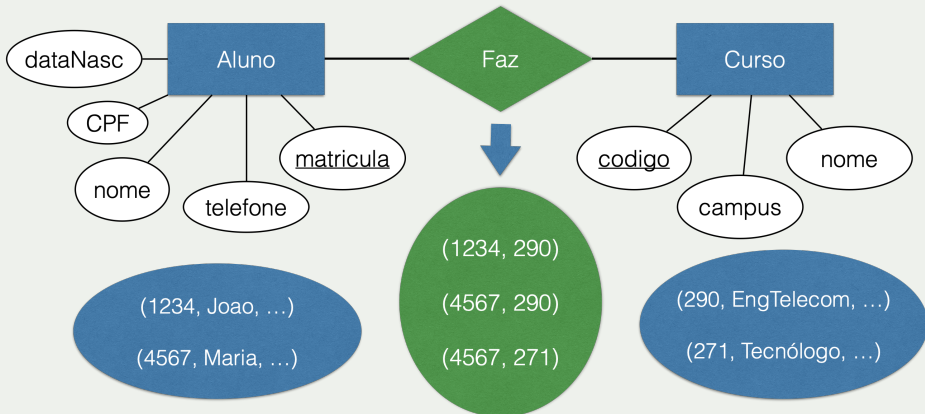 dataNasc
Aluno
Faz
Curso
CPF
nome
telefone
matricula
codigo
campus
nome
(1234, Joao, …)
(4567, Maria, …)
(1234, 290)
(4567, 290)
(4567, 271)
(290, EngTelecom, …)
(271, Tecnólogo, …)